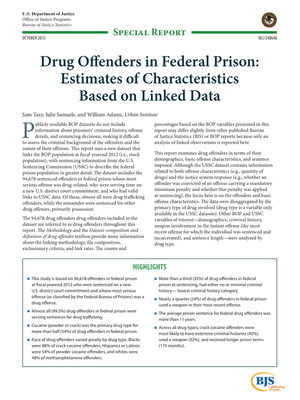 U.S. Department of Justice
Office of Justice Programs
Bureau of Justice Statistics
SPECIAL REPORT
OCTOBER 2015
NCJ 248648
Drug Offenders in Federal Prison:
Estimates of Characteristics
Based on Linked Data
Sam Taxy, Julie Samuels, and William Adams, Urban Institute
Publicly available BOP datasets do not include
information about prisoners' criminal history, offense
details, and sentencing decisions, making it difficult
to assess the criminal background of the offenders and the
nature of their offenses. This report uses a new dataset that
links the BOP population at fiscal yearend 2012 (i.e., stock
population), with sentencing information from the U.S.
Sentencing Commission (USSC) to describe the federal
prison population in greater detail. The dataset includes the
94,678 sentenced offenders in federal prison whose most
serious offense was drug-related, who were serving time on
a new U.S. district court commitment, and who had valid
links to USSC data. Of these, almost all were drug trafficking
offenders, while the remainder were sentenced for other
drug offenses, primarily possession.
The 94,678 drug offenders drug offenders included in the
dataset are referred to as drug offenders throughout this
report. The Methodology and the Dataset composition and
definition of drug offender section provide more information
about the linking methodology, file composition,
exclusionary criteria, and link rates. The counts and
percentages based on the BOP variables presented in this
report may differ slightly from other published Bureau
of Justice Statistics (BJS) or BOP reports because only an
analysis of linked observations is reported here.
This report examines drug offenders in terms of their
demographics, basic offense characteristics, and sentence
imposed. Although the USSC dataset contains information
related to both offense characteristics (e.g., quantity of
drugs) and the justice system response (e.g., whether an
offender was convicted of an offense carrying a mandatory
minimum penalty and whether that penalty was applied
at sentencing), the focus here is on the offenders and basic
offense characteristics. The data were disaggregated by the
primary type of drug involved (drug type is a variable only
available in the USSC datasets). Other BOP and USSC
variables of interest—demographics, criminal history,
weapon involvement in the instant offense (the most
recent offense for which the individual was sentenced and
incarcerated), and sentence length—were analyzed by
drug type.
HIGHLIGHTS
This study is based on 94,678 offenders in federal prison
at fiscal yearend 2012 who were sentenced on a new
U.S. district court commitment and whose most serious
offense (as classified by the Federal Bureau of Prisons) was a
drug offense.
Almost all (99.5%) drug offenders in federal prison were
serving sentences for drug trafficking.
Cocaine (powder or crack) was the primary drug type for
more than half (54%) of drug offenders in federal prison.
Race of drug offenders varied greatly by drug type. Blacks
were 88% of crack cocaine offenders, Hispanics or Latinos
were 54% of powder cocaine offenders, and whites were
48% of methamphetamine offenders.
More than a third (35%) of drug offenders in federal
prison at sentencing, had either no or minimal criminal
history— lowest criminal history category.
Nearly a quarter (24%) of drug offenders in federal prison
used a weapon in their most recent offense.
The average prison sentence for federal drug offenders was
more than 11 years.
Across all drug types, crack cocaine offenders were
most likely to have extensive criminal histories (40%),
used a weapon (32%), and received longer prison terms
(170 months).
BJS